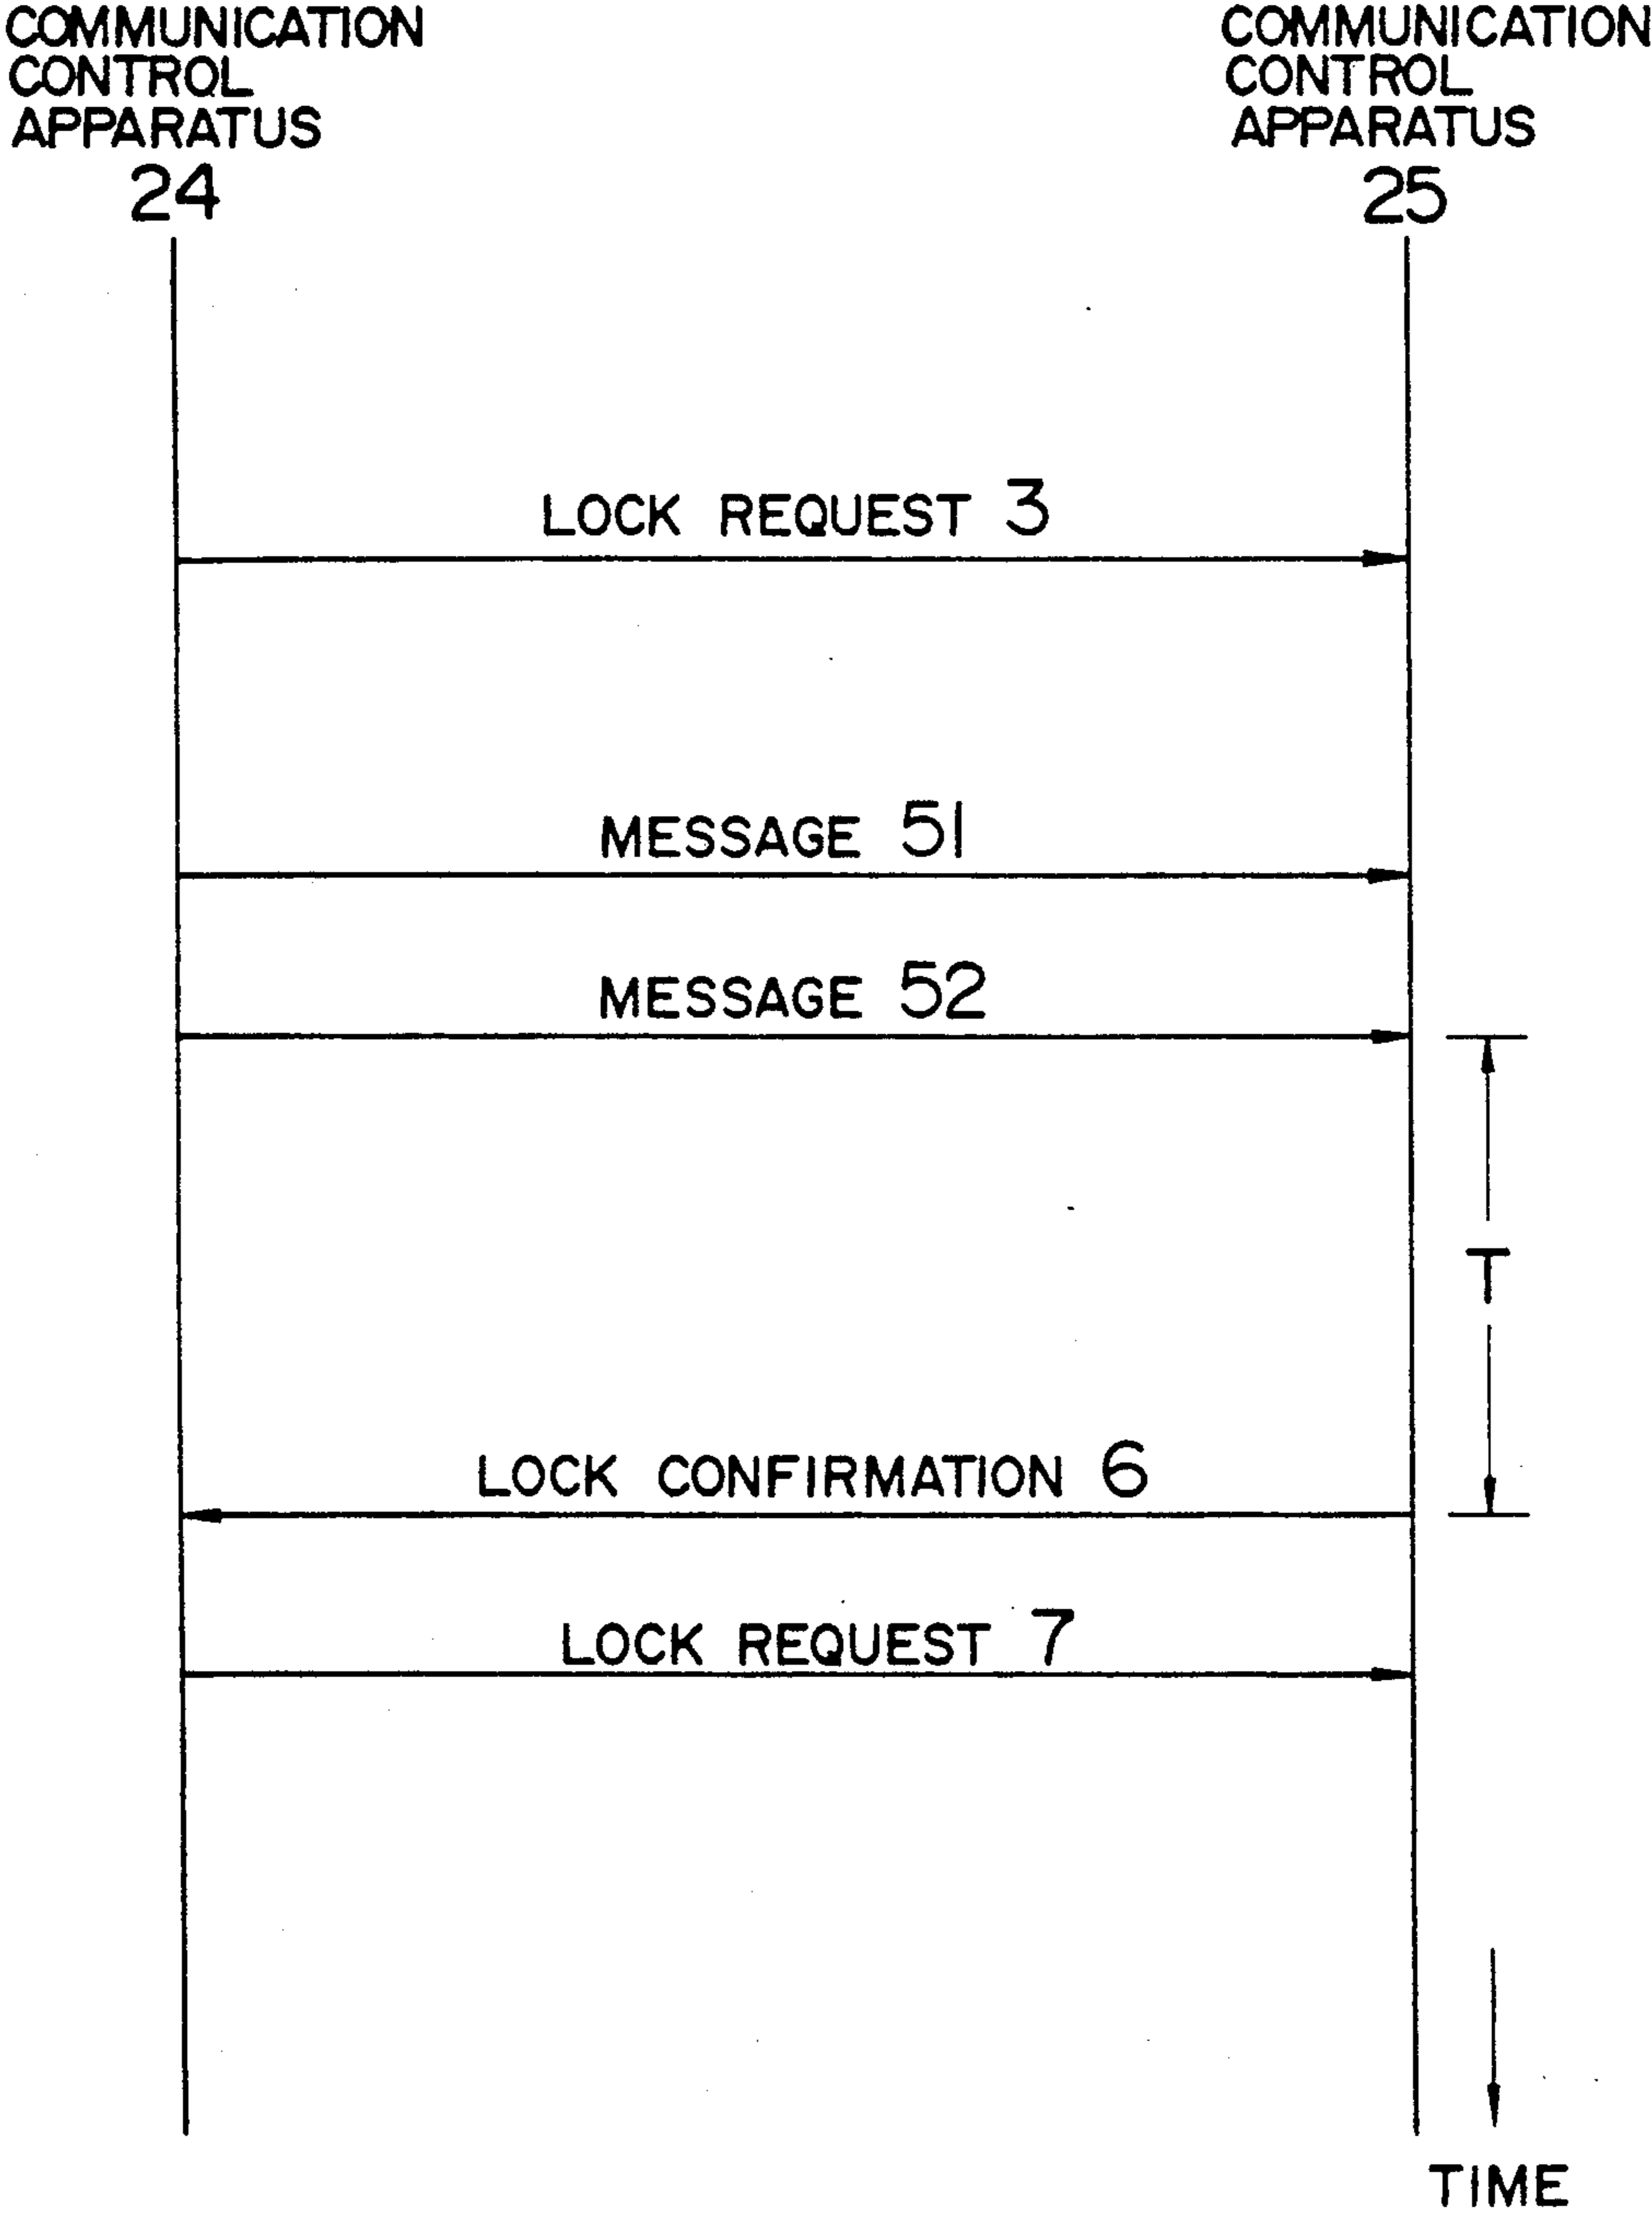 COMMUNICATION
CONTROL
APPARATUS
24
COMMUNICATION
CONTROL
APPARATUS
25
LOCK REQUEST 3
MESSAGE 51
MESSAGE 52
T
LOCK CONFIRMATION 6
LOCK REQUEST 7
TIME